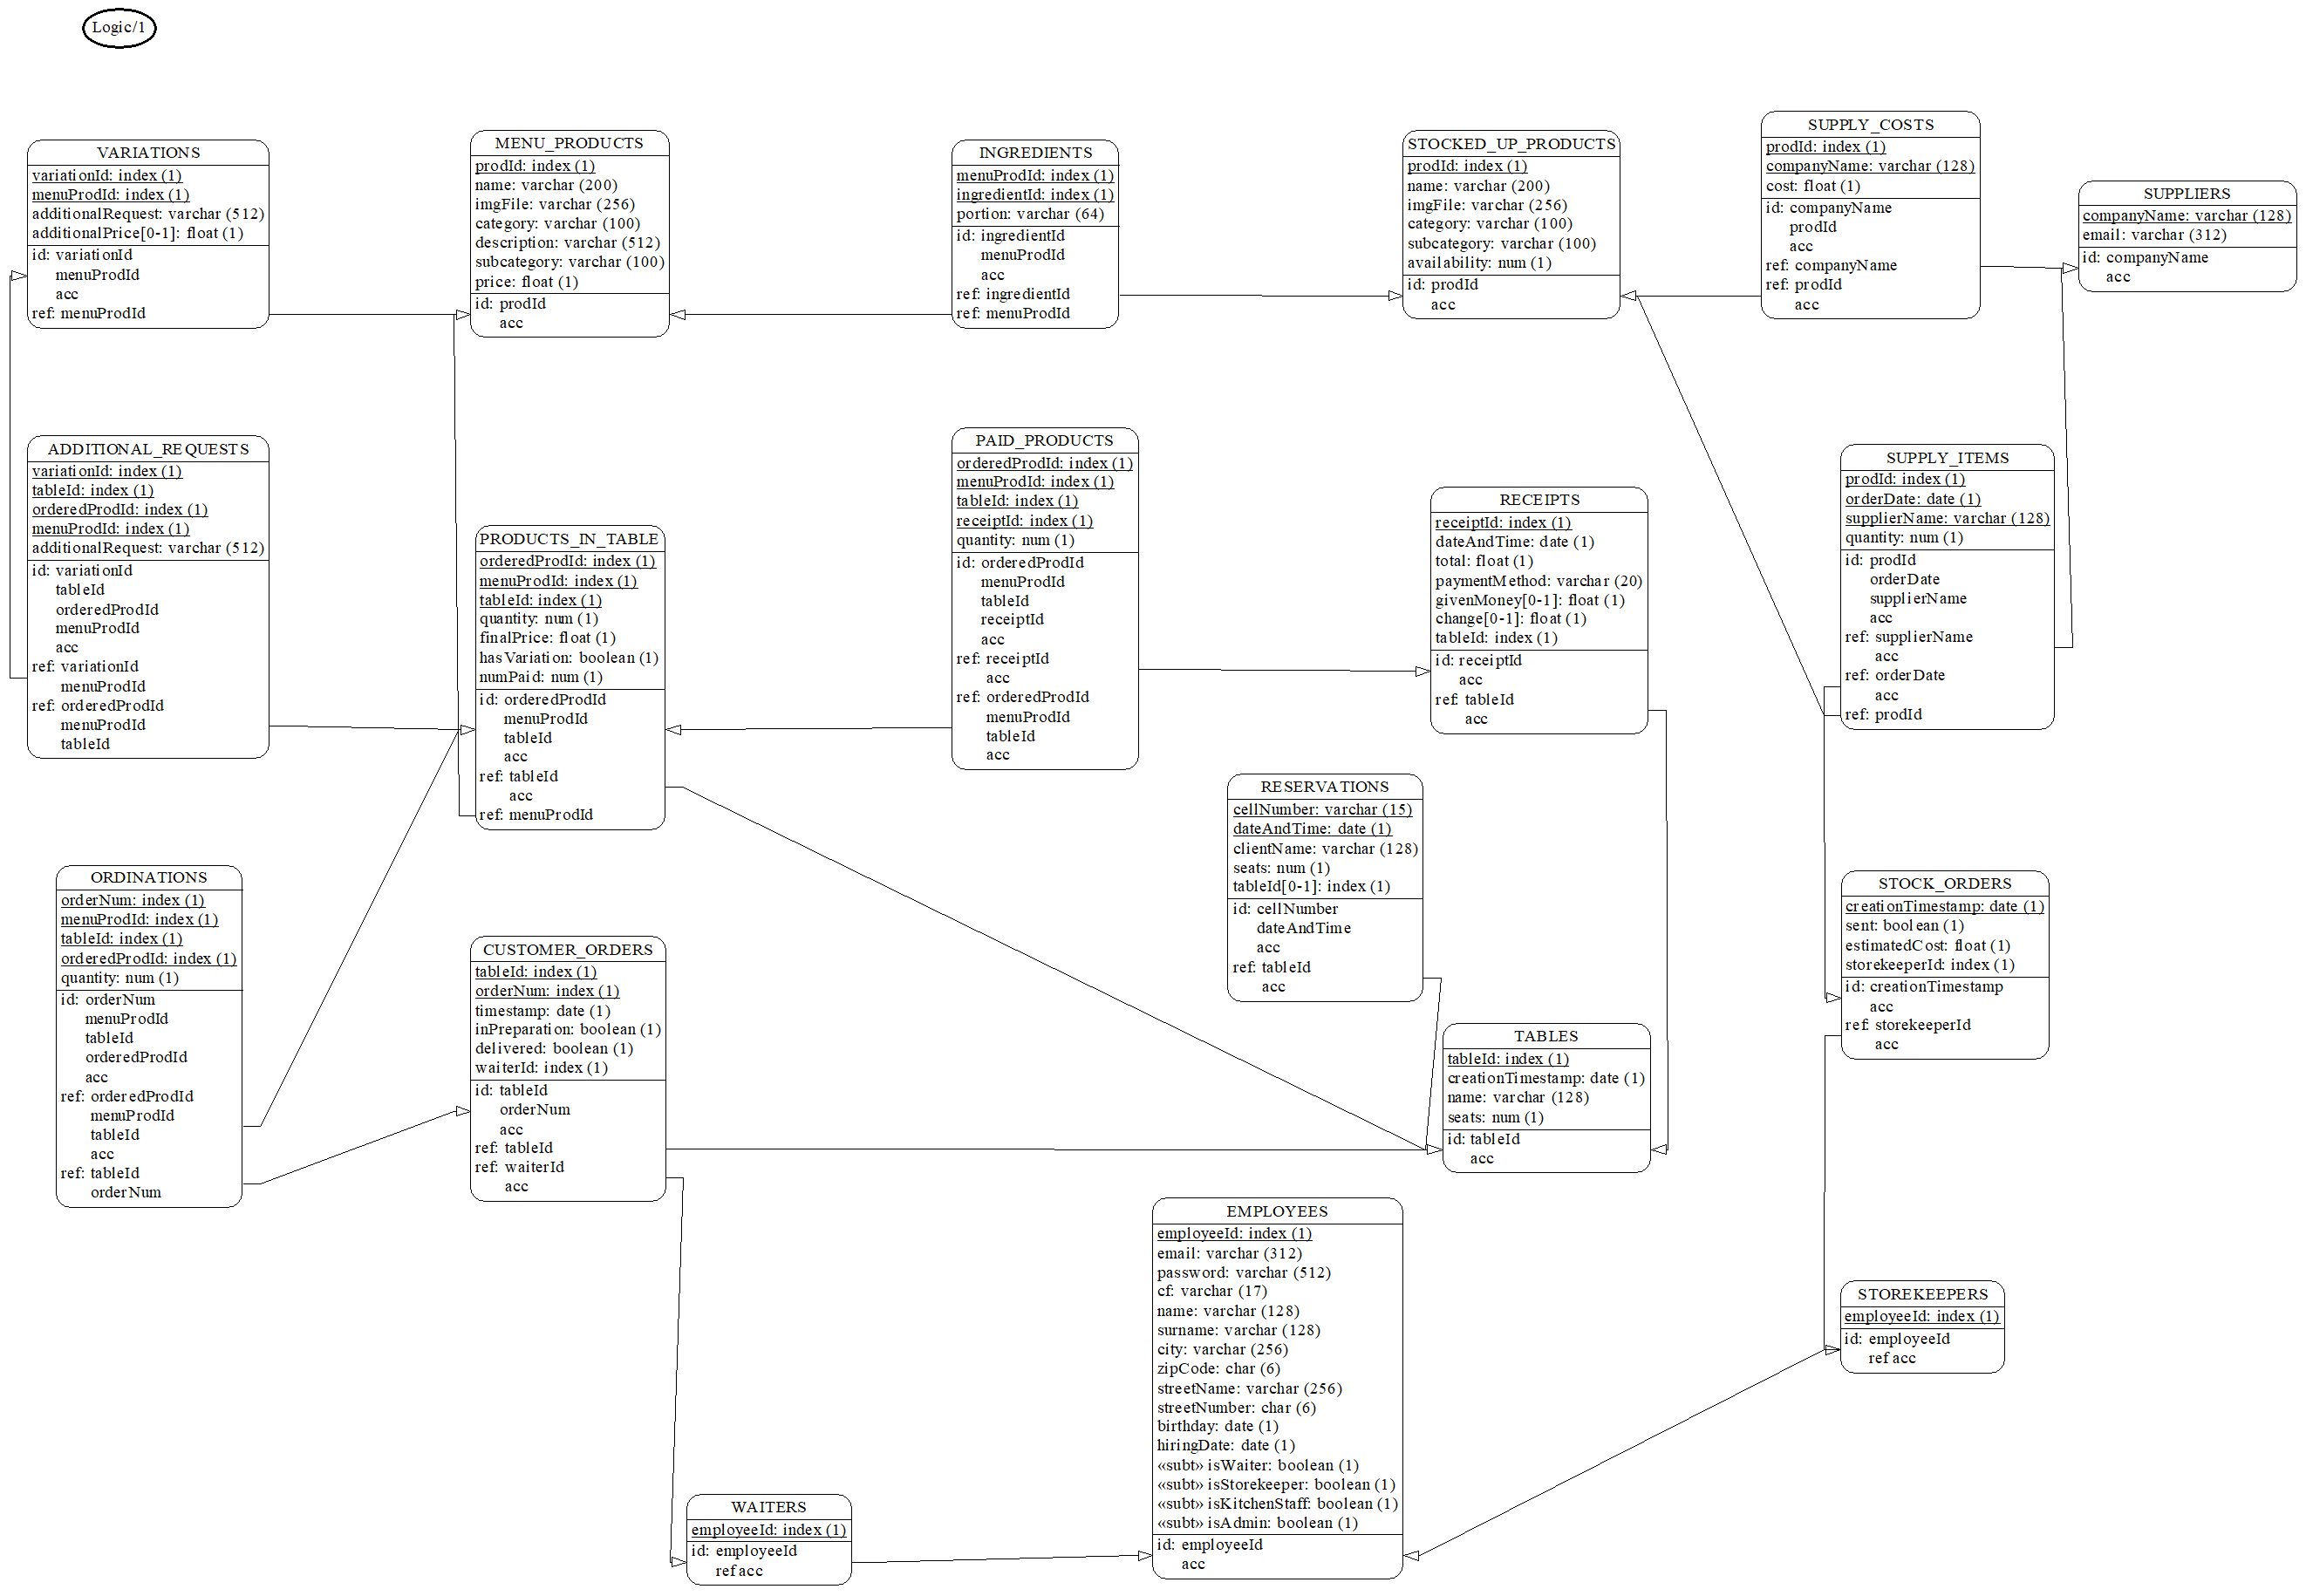 Logic/1
VARIATIONS
variationId: index (1)
menuProdId: index (1)
additionalRequest: varchar (512)
additionalPrice[0-1]: float (1)
id: variationId
menuProdId
acc
ref: menuProdId
MENU_PRODUCTS
prodId: index (1)
name: varchar (200)
imgFile: varchar (256)
category: varchar (100)
description: varchar (512)
subcategory: varchar (100)
price: float (1)
id: prodId
acc
INGREDIENTS
menuProdId: index (1)
ingredientId: index (1)
portion: varchar (64)
id: ingredientId
menuProdId
acc
ref: ingredientId
ref: menuProdId
STOCKED_UP_PRODUCTS
prodId: index (1)
name: varchar (200)
imgFile: varchar (256)
category: varchar (100)
subcategory: varchar (100)
availability: num (1)
id: prodId
acc
SUPPLY_COSTS
prodId: index (1)
companyName: varchar (128)
cost: float (1)
id: companyName
prodId
acc
ref: companyName
ref: prodId
acc
SUPPLIERS
companyName: varchar (128)
email: varchar (312)
id: companyName
acc
ADDITIONAL_REQUESTS
variationId: index (1)
tableId: index (1)
orderedProdId: index (1)
menuProdId: index (1)
additionalRequest: varchar (512)
id: variationId
tableId
orderedProdId
menuProdId
acc
ref: variationId
menuProdId
ref: orderedProdId
menuProdId
tableId
PRODUCTS_IN_TABLE
orderedProdId: index (1)
menuProdId: index (1)
tableId: index (1)
quantity: num (1)
finalPrice: float (1)
hasVariation: boolean (1)
numPaid: num (1)
id: orderedProdId
menuProdId
tableId
acc
ref: tableId
acc
ref: menuProdId
PAID_PRODUCTS
orderedProdId: index (1)
menuProdId: index (1)
tableId: index (1)
receiptId: index (1)
quantity: num (1)
id: orderedProdId
menuProdId
tableId
receiptId
acc
ref: receiptId
acc
ref: orderedProdId
menuProdId
tableId
acc
RECEIPTS
receiptId: index (1)
dateAndTime: date (1)
total: float (1)
paymentMethod: varchar (20)
givenMoney[0-1]: float (1)
change[0-1]: float (1)
tableId: index (1)
id: receiptId
acc
ref: tableId
acc
SUPPLY_ITEMS
prodId: index (1)
orderDate: date (1)
supplierName: varchar (128)
quantity: num (1)
id: prodId
orderDate
supplierName
acc
ref: supplierName
acc
ref: orderDate
acc
ref: prodId
RESERVATIONS
cellNumber: varchar (15)
dateAndTime: date (1)
clientName: varchar (128)
seats: num (1)
tableId[0-1]: index (1)
id: cellNumber
dateAndTime
acc
ref: tableId
acc
ORDINATIONS
orderNum: index (1)
menuProdId: index (1)
tableId: index (1)
orderedProdId: index (1)
quantity: num (1)
id: orderNum
menuProdId
tableId
orderedProdId
acc
ref: orderedProdId
menuProdId
tableId
acc
ref: tableId
orderNum
CUSTOMER_ORDERS
tableId: index (1)
orderNum: index (1)
timestamp: date (1)
inPreparation: boolean (1)
delivered: boolean (1)
waiterId: index (1)
id: tableId
orderNum
acc
ref: tableId
ref: waiterId
acc
TABLES
tableId: index (1)
creationTimestamp: date (1)
name: varchar (128)
seats: num (1)
id: tableId
acc
STOCK_ORDERS
creationTimestamp: date (1)
sent: boolean (1)
estimatedCost: float (1)
storekeeperId: index (1)
id: creationTimestamp
acc
ref: storekeeperId
acc
EMPLOYEES
employeeId: index (1)
email: varchar (312)
password: varchar (512)
cf: varchar (17)
name: varchar (128)
surname: varchar (128)
city: varchar (256)
zipCode: char (6)
streetName: varchar (256)
streetNumber: char (6)
birthday: date (1)
hiringDate: date (1)
«subt» isWaiter: boolean (1)
«subt» isStorekeeper: boolean (1)
«subt» isKitchenStaff: boolean (1)
«subt» isAdmin: boolean (1)
id: employeeId
acc
STOREKEEPERS
employeeId: index (1)
id: employeeId
ref acc
WAITERS
employeeId: index (1)
id: employeeId
ref acc